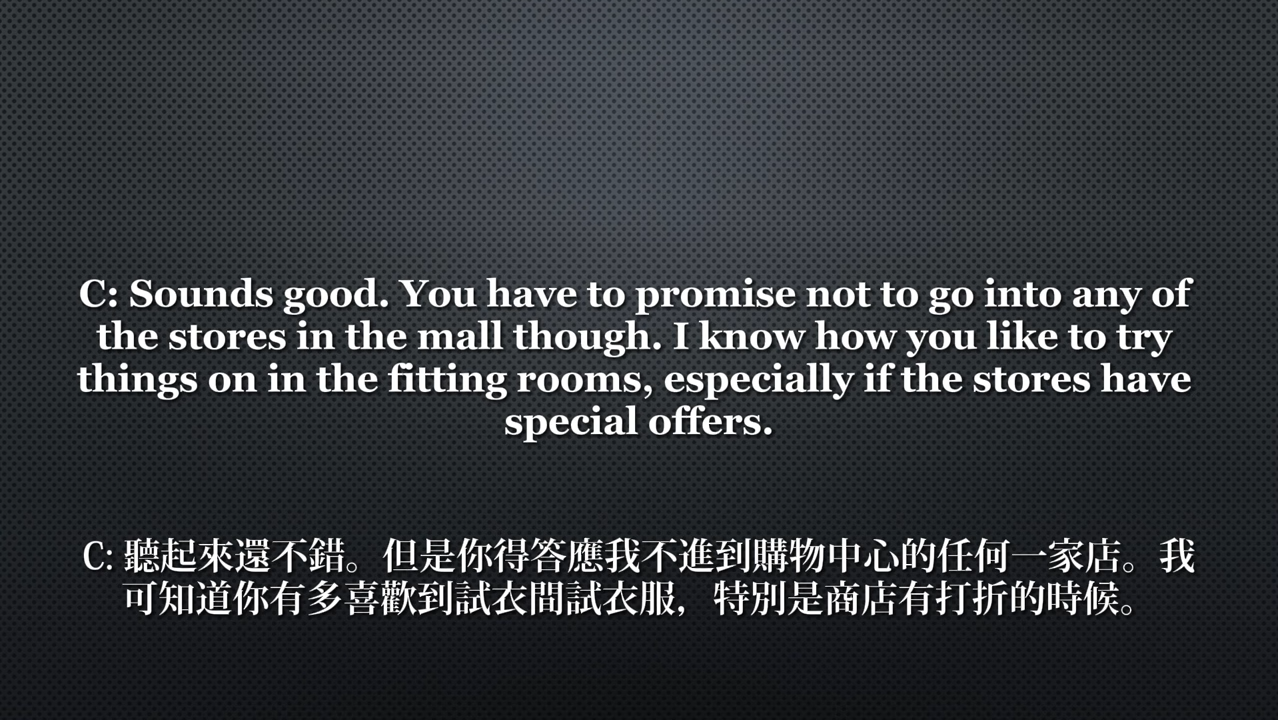 C: Sounds good. You have to promise not to go into any of
the stores in the mall though. I know how you like to try
things on in the fitting rooms, especially if the stores have
special offers.
C: 聽起來還不錯。但是你得答應我不進到購物中心的任何一家店。我
可知道你有多喜歡到試衣間試衣服，特別是商店有打折的時候。